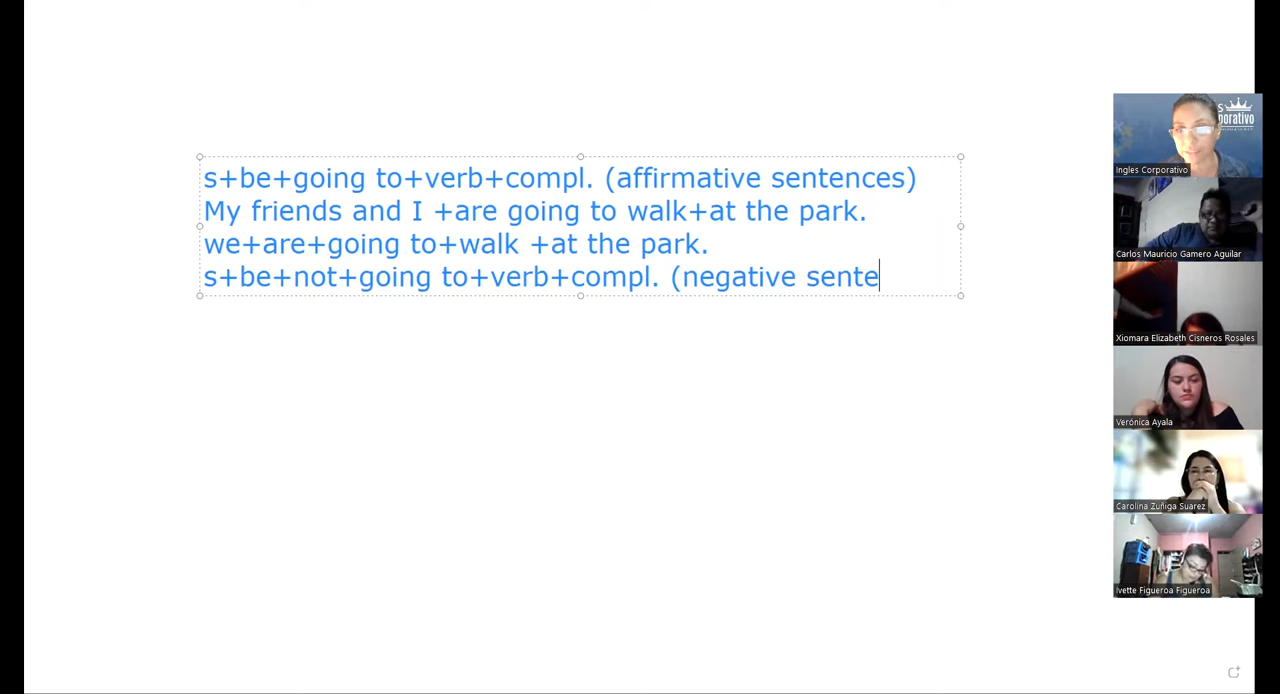 s+be+going to+verb+compl. (affirmative sentences)
My friends and I +are going to walk+at the park.
we+are+going to+walk +at the park.
s+be+not+going to+verb+compl. (negative sente
Ingles Corporativo
Carlos Mauricio Gamero Aguilar
Xiomara Elizabeth Cisneros Rosales
Verónica Ayala
Carolina Zuñiga Suarez
Ivette Figueroa Figueroa